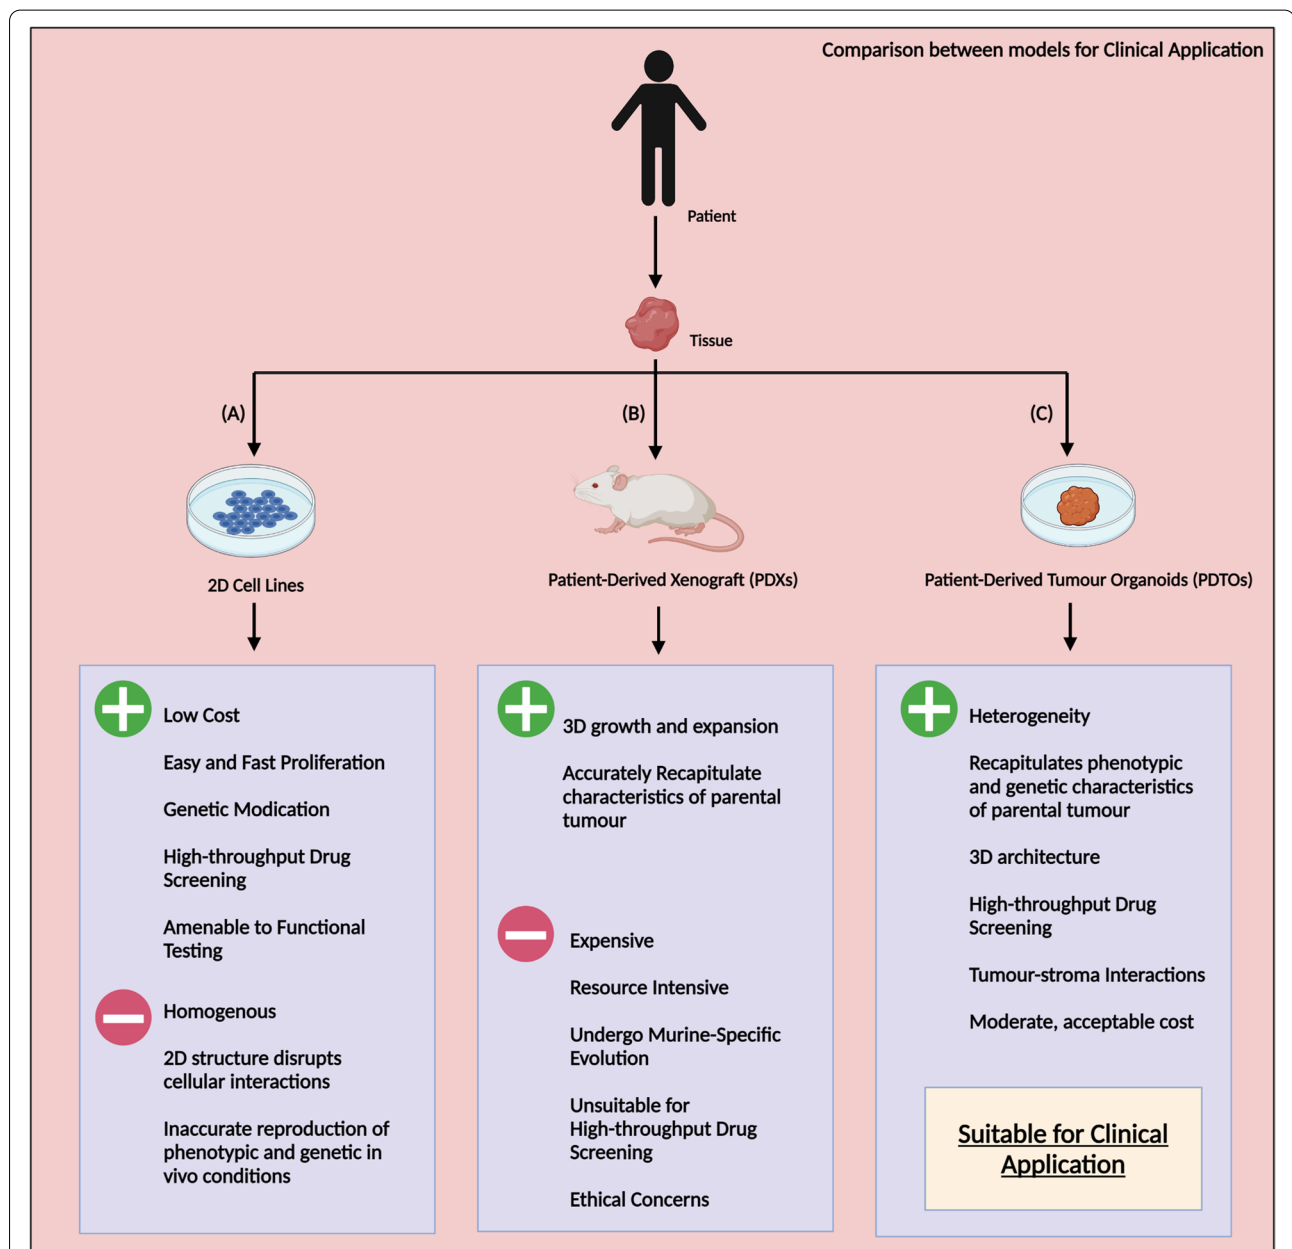 Comparison between models for Clinical Application
Patient
Tissue
(A)
(B)
(C)
2D Cell Lines
Patient-Derived Xenograft (PDXs)
Patient-Derived Tumour Organoids (PDTOs)
Low Cost
Easy and Fast Proliferation
Genetic Modication
High-throughput Drug
Screening
Amenable to Functional
Testing
Homogenous
2D structure disrupts
cellular interactions
Inaccurate reproduction of
phenotypic and genetic in
vivo conditions
3D growth and expansion
Accurately Recapitulate
characteristics of parental
tumour
Expensive
Resource Intensive
Undergo Murine-Specific
Evolution
Unsuitable for
High-throughput Drug
Screening
Ethical Concerns
Heterogeneity
Recapitulates phenotypic
and genetic characteristics
of parental tumour
3D architecture
High-throughput Drug
Screening
Tumour-stroma Interactions
Moderate, acceptable cost
Suitable for Clinical
Application